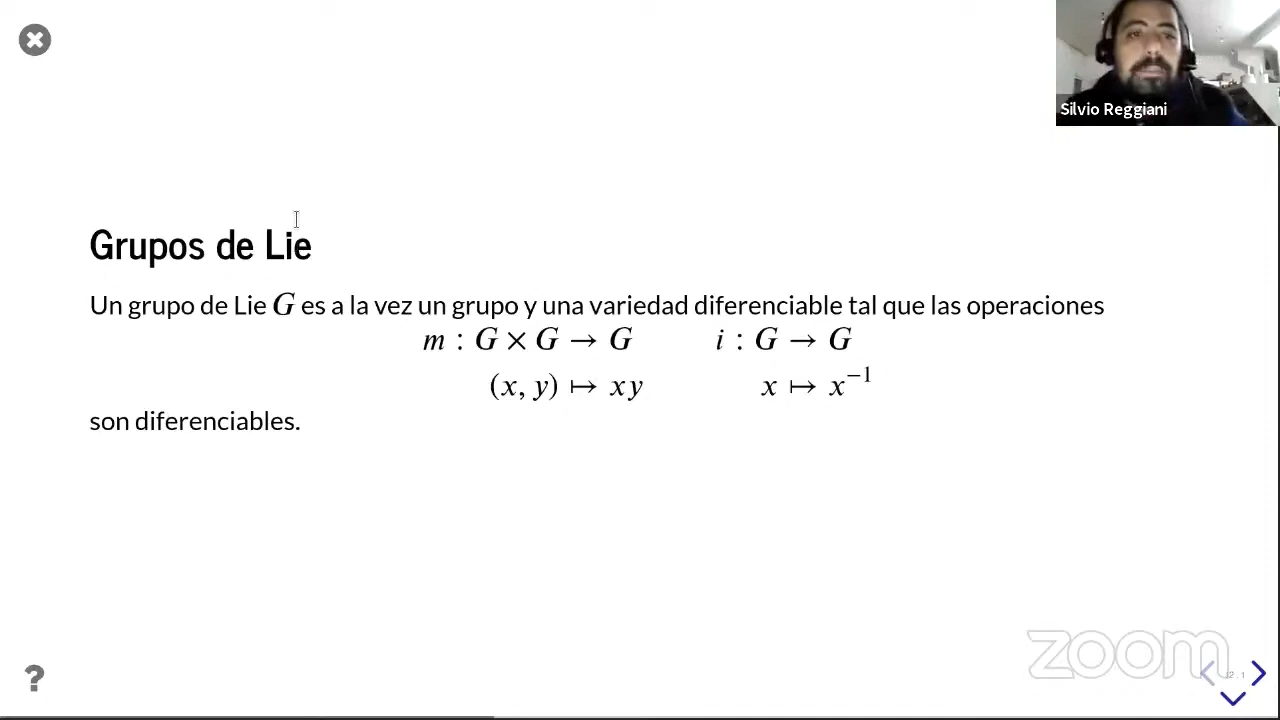 Silvio Reggiani
Grupos de Lie
Un grupo de Lie G es a la vez un grupo y una variedad diferenciable tal que las operaciones
m : G × G → G i : G → G
(x, y) ↦ xy x ↦ x⁻¹
son diferenciables.
zoom
?